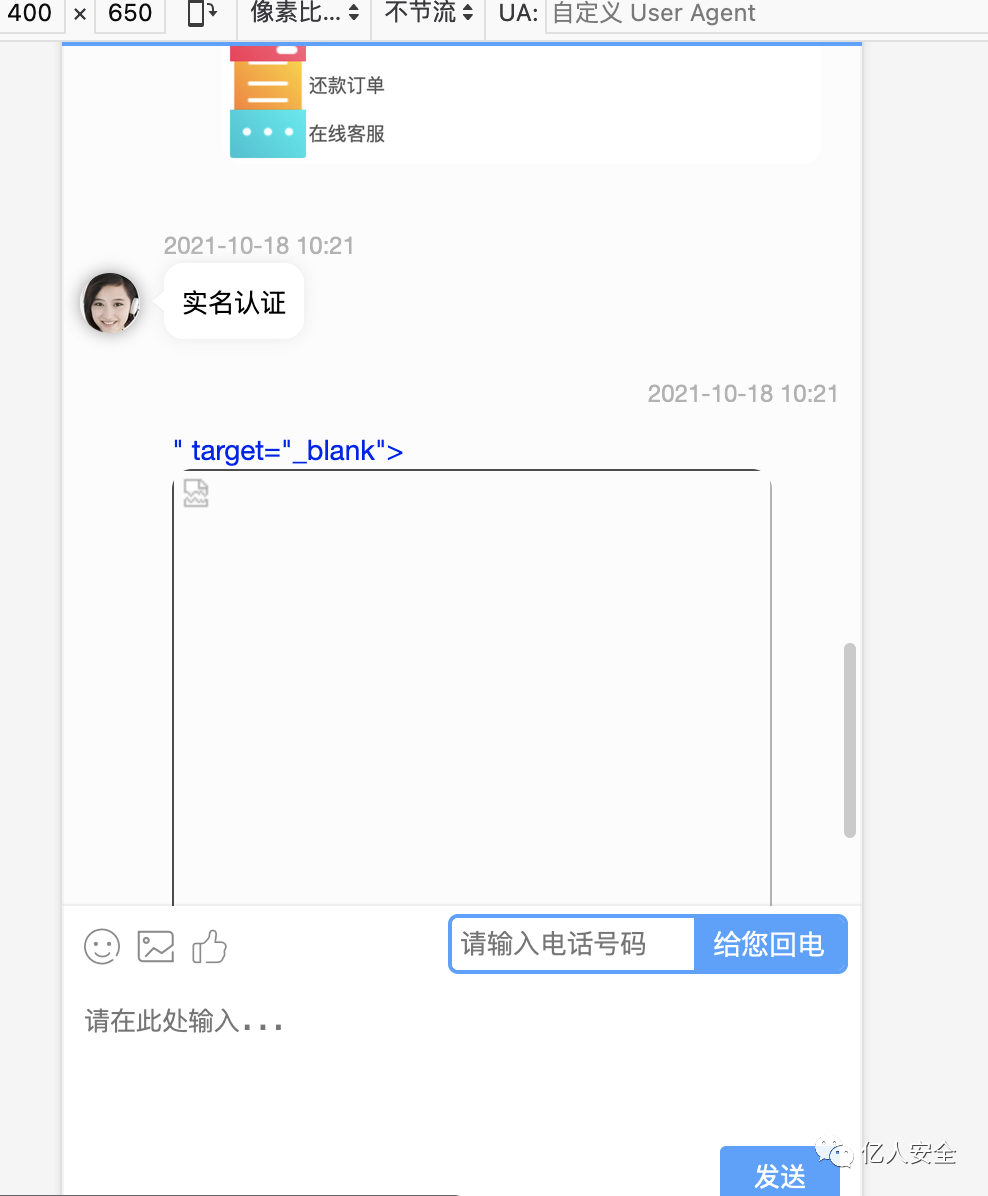 400 × 650 像素比... 不节流 UA: 自定义 User Agent
还款订单
在线客服
2021-10-18 10:21
实名认证
2021-10-18 10:21
" target="_blank">
请输入电话号码 给您回电
请在此处输入...
发送
亿人安全